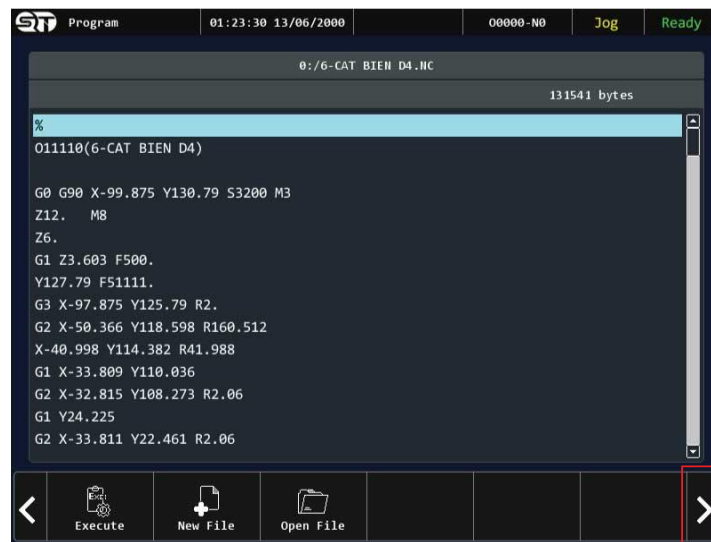 Program 01:23:30 13/06/2000 O0000-N0 Jog Ready
0:/6-CAT BIEN D4.NC
131541 bytes
%
O11110(6-CAT BIEN D4)
G0 G90 X-99.875 Y130.79 S3200 M3
Z12. M8
Z6.
G1 Z3.603 F500.
Y127.79 F51111.
G3 X-97.875 Y125.79 R2.
G2 X-50.366 Y118.598 R160.512
X-40.998 Y114.382 R41.988
G1 X-33.809 Y110.036
G2 X-32.815 Y108.273 R2.06
G1 Y24.225
G2 X-33.811 Y22.461 R2.06
Execute New File Open File